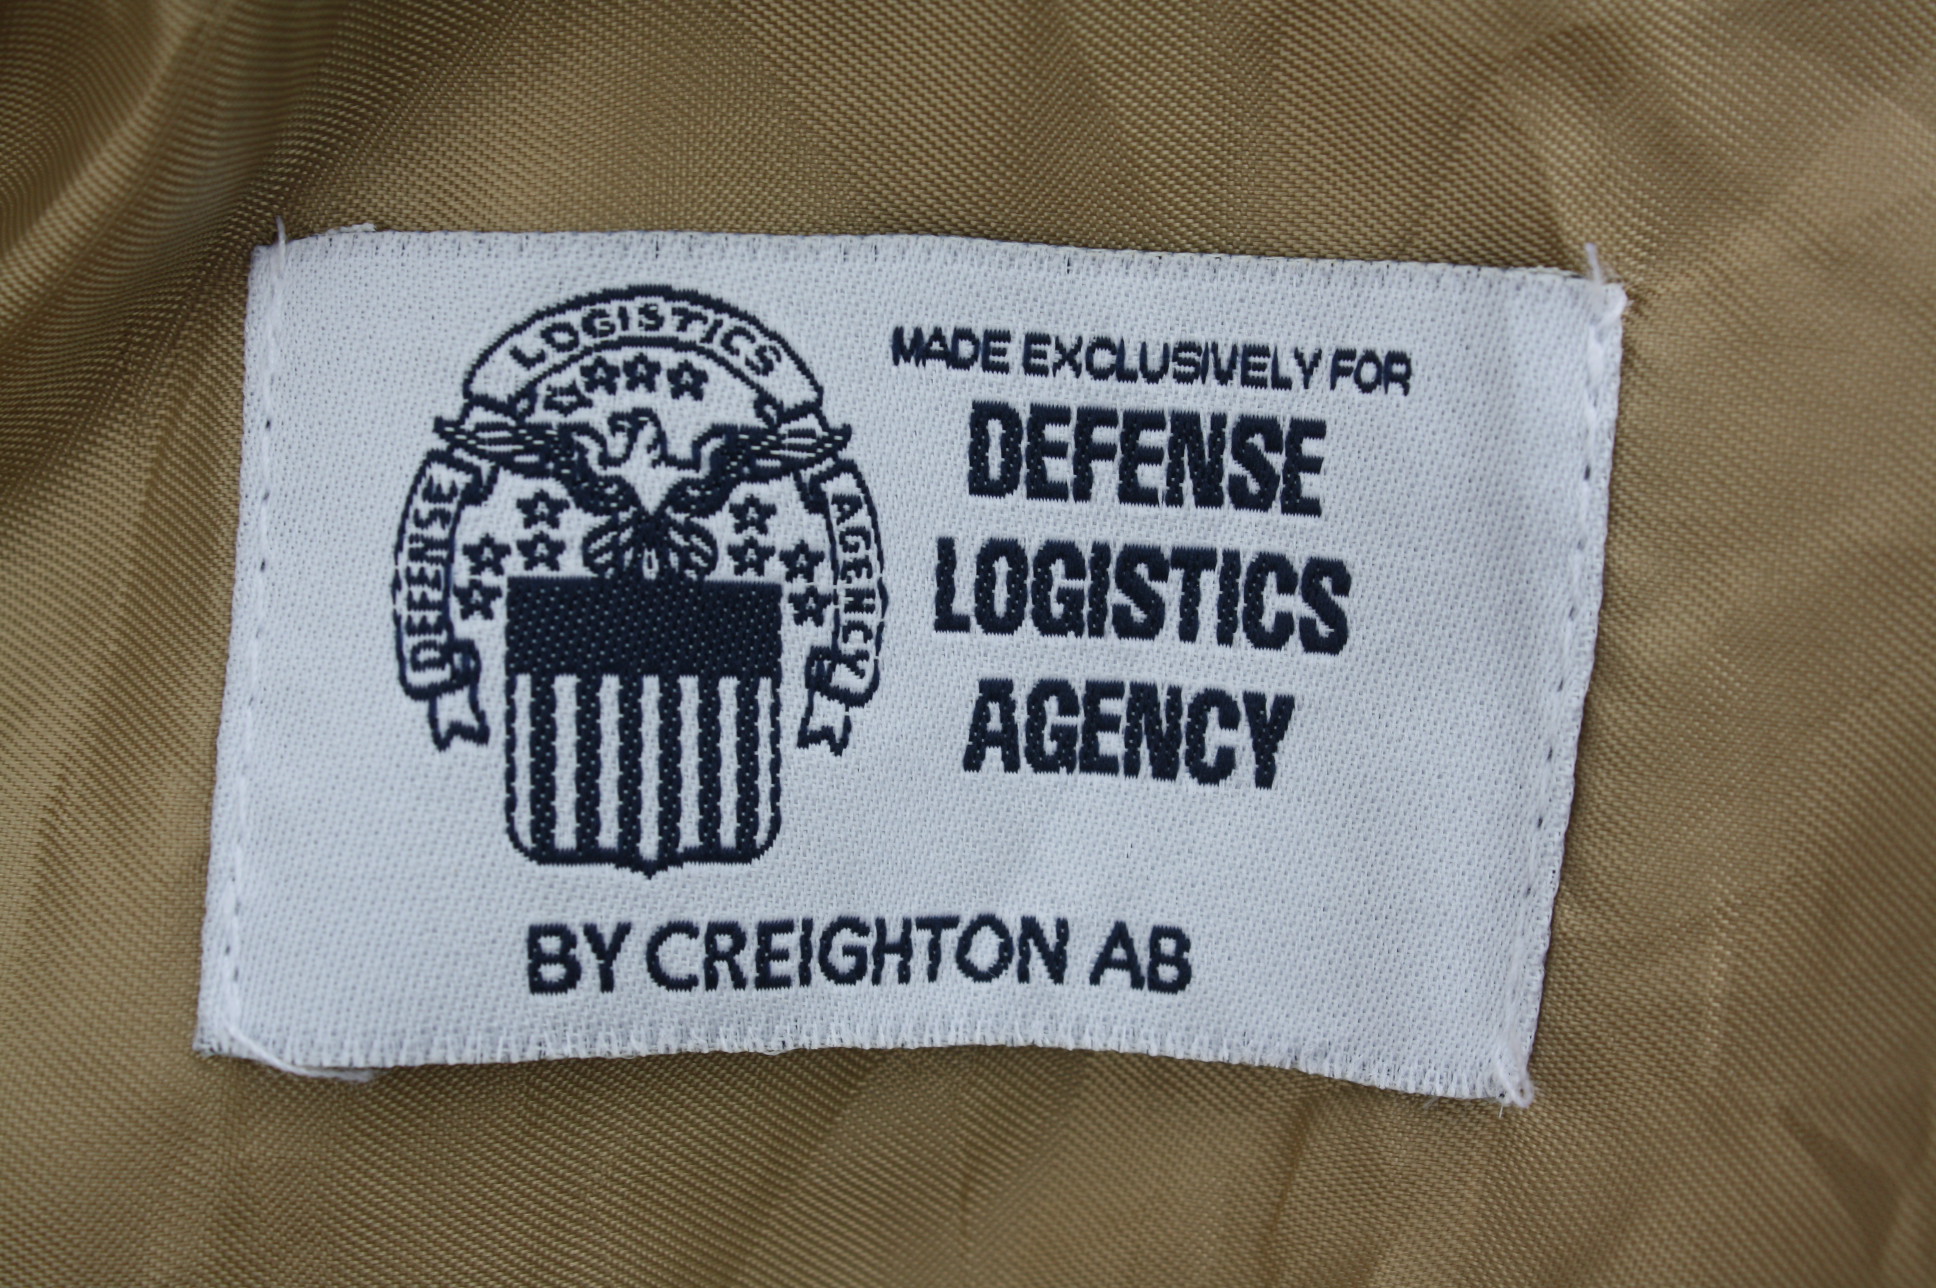 DEFENSE
LOGISTICS
AGENCY
MADE EXCLUSIVELY FOR
DEFENSE
LOGISTICS
AGENCY
BY CREIGHTON AB